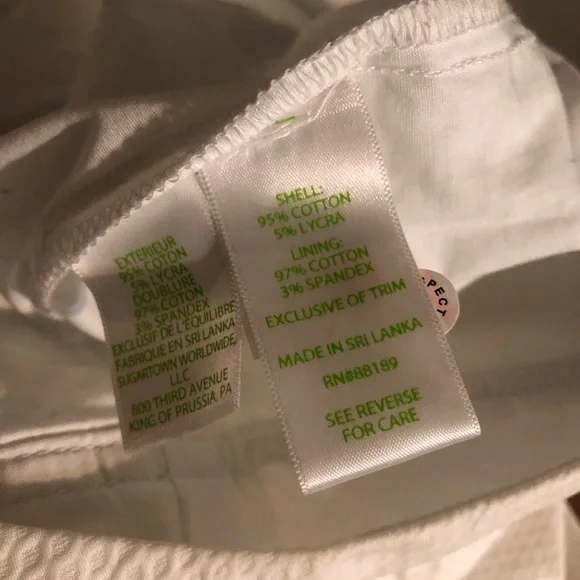 EXTERIEUR
95% COTON
5% LYCRA
DOUBLURE
97% COTON
3% SPANDEX
EXCLUSIF DE L'ÉQUILIBRE
FABRIQUE EN SRI LANKA
SUGARTOWN WORLDWIDE,
LLC
800 THIRD AVENUE
KING OF PRUSSIA, PA
SHELL:
95% COTTON
5% LYCRA
LINING:
97% COTTON
3% SPANDEX
EXCLUSIVE OF TRIM
MADE IN SRI LANKA
RN#88189
SEE REVERSE
FOR CARE